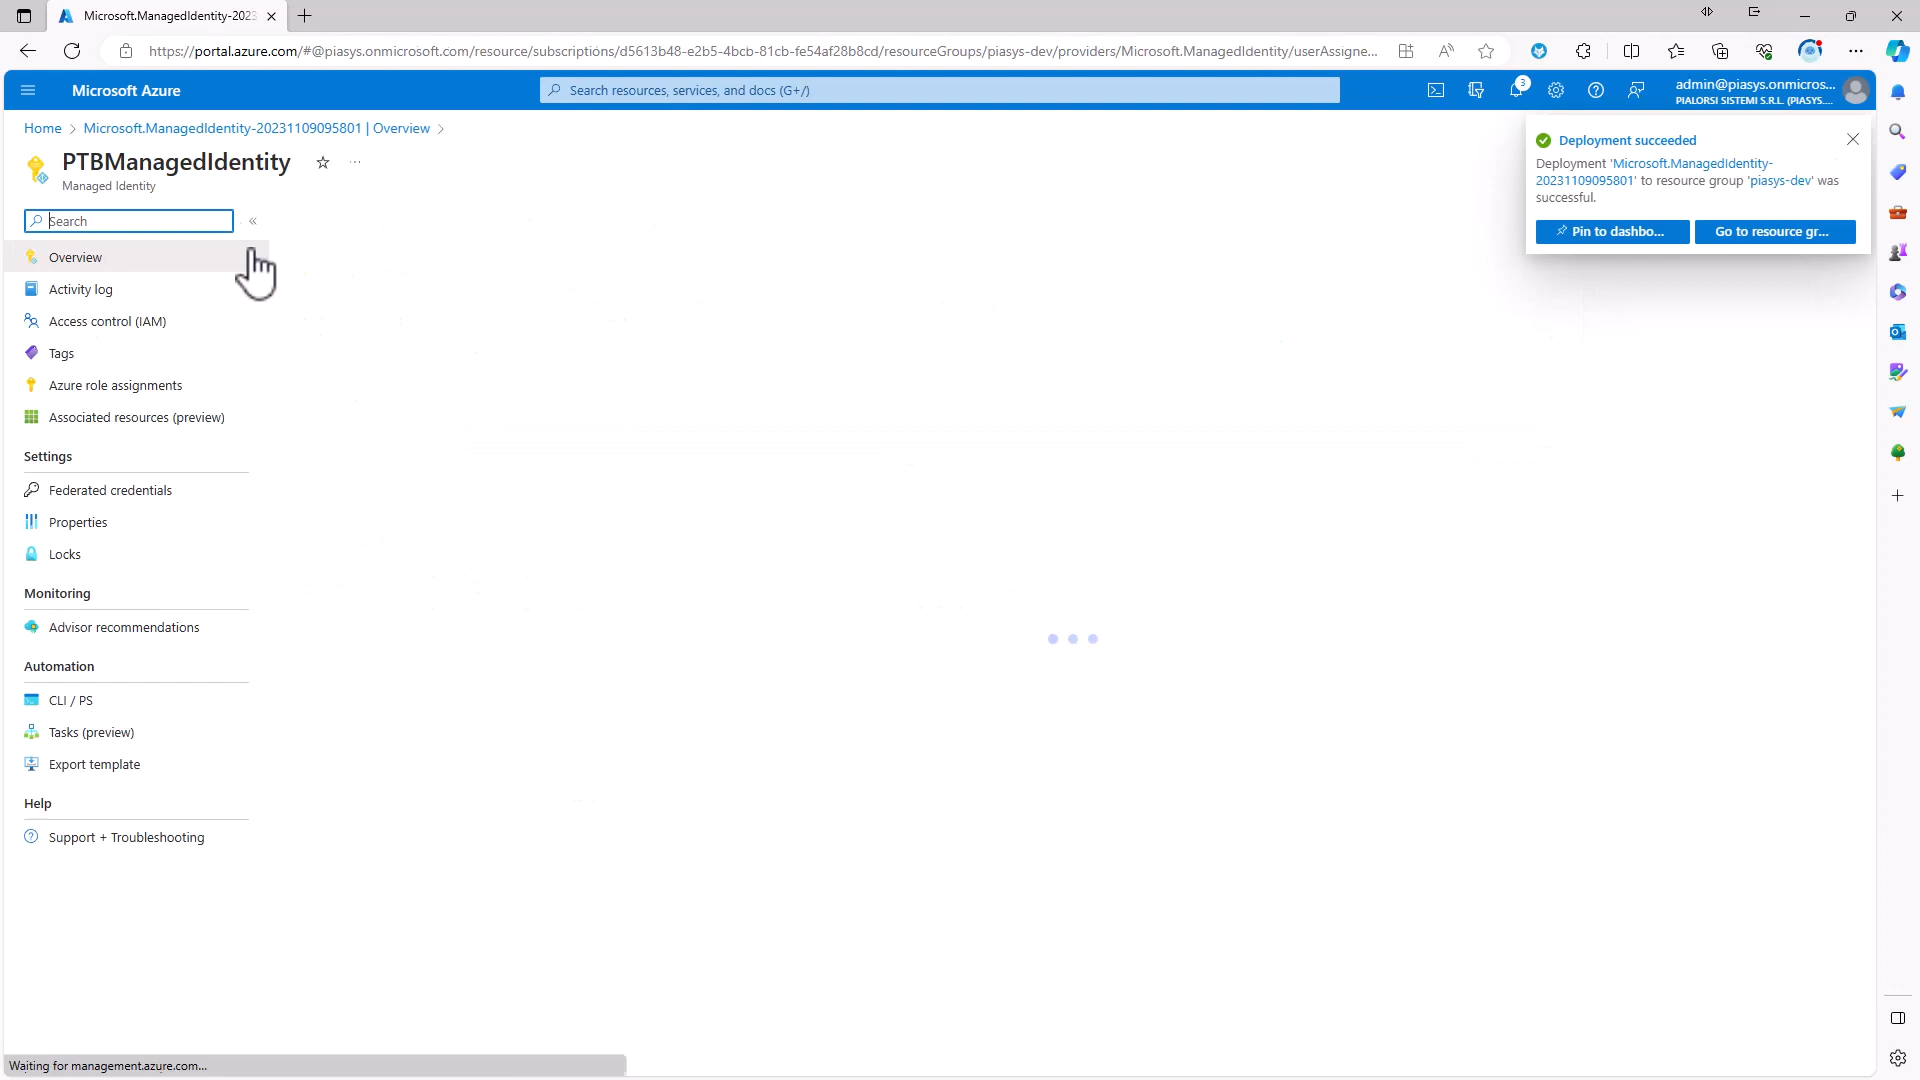 Microsoft.ManagedIdentity-2023
https://portal.azure.com/#@piasys.onmicrosoft.com/resource/subscriptions/d5613b48-e2b5-4bcb-81cb-fe54af28b8cd/resourceGroups/piasys-dev/providers/Microsoft.ManagedIdentity/userAssigne...
Microsoft Azure
Search resources, services, and docs (G+/)
3
admin@piasys.onmicros...
PIALORSI SISTEMI S.R.L. (PIASYS....
Home > Microsoft.ManagedIdentity-20231109095801 | Overview >
PTBManagedIdentity
Managed Identity
Search
Overview
Activity log
Access control (IAM)
Tags
Azure role assignments
Associated resources (preview)
Settings
Federated credentials
Properties
Locks
Monitoring
Advisor recommendations
Automation
CLI / PS
Tasks (preview)
Export template
Help
Support + Troubleshooting
Deployment succeeded
Deployment 'Microsoft.ManagedIdentity-
20231109095801' to resource group 'piasys-dev' was
successful.
Pin to dashbo...
Go to resource gr...
Waiting for management.azure.com...